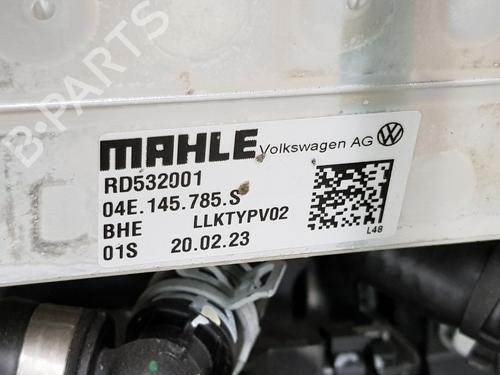 B-PARTS
MAHLE Volkswagen AG
RD532001
04E.145.785.S
BHE LLKTYPV02
01S 20.02.23
L48